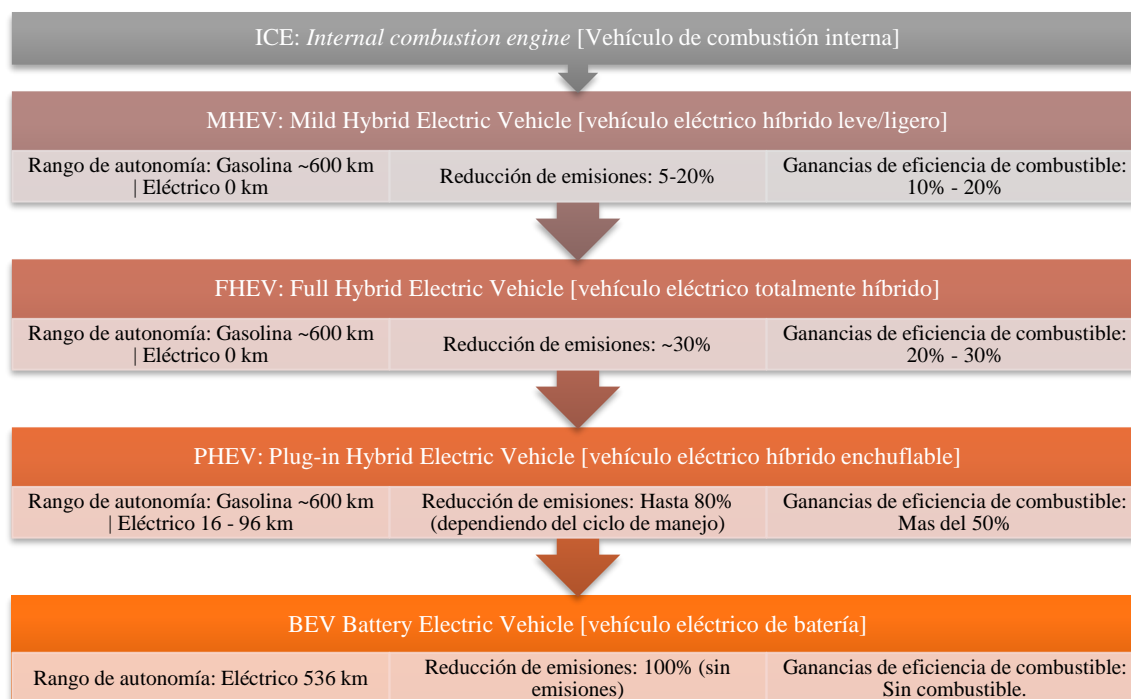 ICE: Internal combustion engine [Vehículo de combustión interna]
MHEV: Mild Hybrid Electric Vehicle [vehículo eléctrico híbrido leve/ligero]
Rango de autonomía: Gasolina ~600 km
| Eléctrico 0 km
Reducción de emisiones: 5-20%
Ganancias de eficiencia de combustible:
10% - 20%
FHEV: Full Hybrid Electric Vehicle [vehículo eléctrico totalmente híbrido]
Rango de autonomía: Gasolina ~600 km
| Eléctrico 0 km
Reducción de emisiones: ~30%
Ganancias de eficiencia de combustible:
20% - 30%
PHEV: Plug-in Hybrid Electric Vehicle [vehículo eléctrico híbrido enchuflable]
Rango de autonomía: Gasolina ~600 km
| Eléctrico 16 - 96 km
Reducción de emisiones: Hasta 80%
(dependiendo del ciclo de manejo)
Ganancias de eficiencia de combustible:
Mas del 50%
BEV Battery Electric Vehicle [vehículo eléctrico de batería]
Rango de autonomía: Eléctrico 536 km
Reducción de emisiones: 100% (sin
emisiones)
Ganancias de eficiencia de combustible:
Sin combustible.